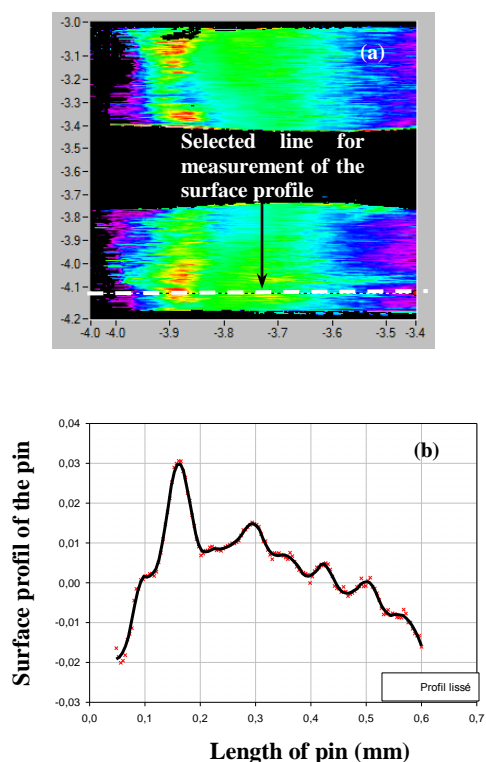 -3.0
(a)
-3.1
-3.2
-3.3
-3.4
-3.5
Selected line for
measurement of the
surface profile
-3.6
-3.7
-3.8
-3.9
-4.0
-4.1
-4.2
-4.0 -4.0 -3.9 -3.8 -3.7 -3.6 -3.5 -3.4
Surface profil of the pin
0,04
(b)
0,03
0,02
0,01
0,00
-0,01
-0,02
Profil lissé
-0,03
0,0 0,1 0,2 0,3 0,4 0,5 0,6 0,7
Length of pin (mm)